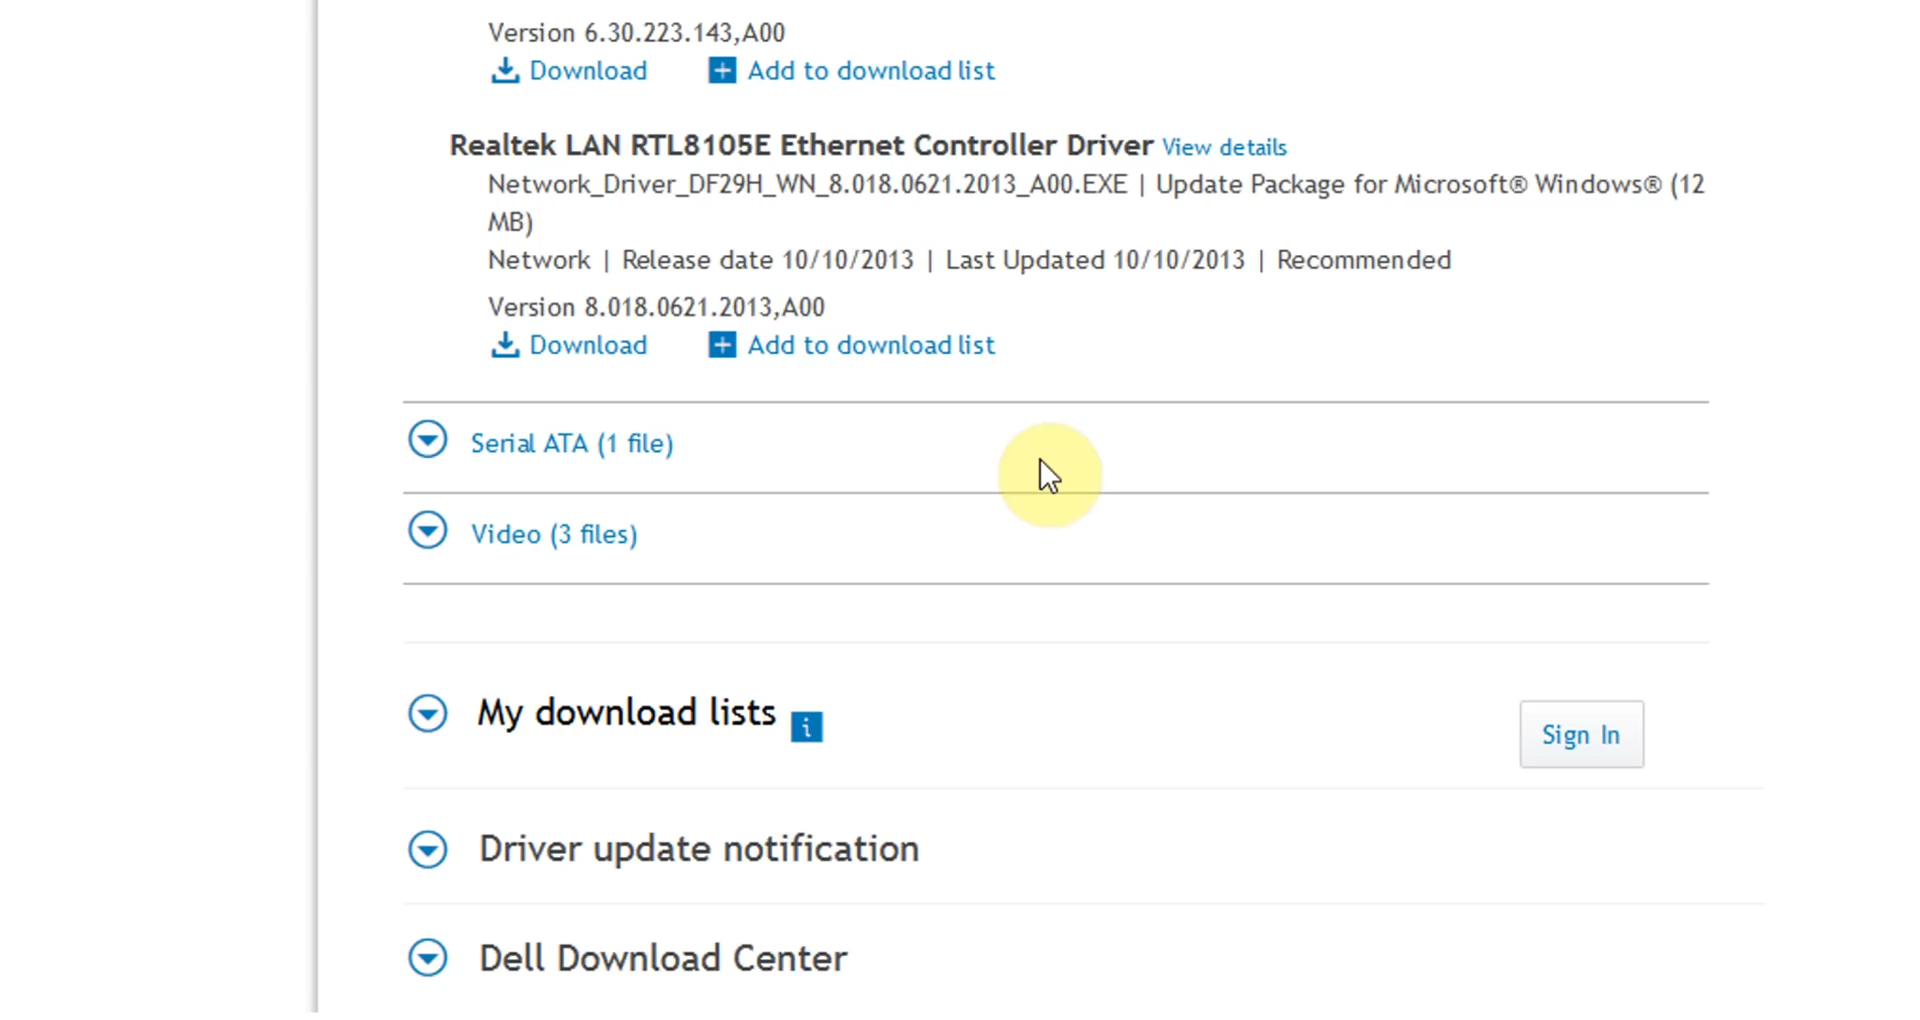 Version 6.30.223.143,A00
Download Add to download list
Realtek LAN RTL8105E Ethernet Controller Driver View details
Network_Driver_DF29H_WN_8.018.0621.2013_A00.EXE | Update Package for Microsoft® Windows® (12
MB)
Network | Release date 10/10/2013 | Last Updated 10/10/2013 | Recommended
Version 8.018.0621.2013,A00
Download Add to download list
Serial ATA (1 file)
Video (3 files)
My download lists i
Sign In
Driver update notification
Dell Download Center